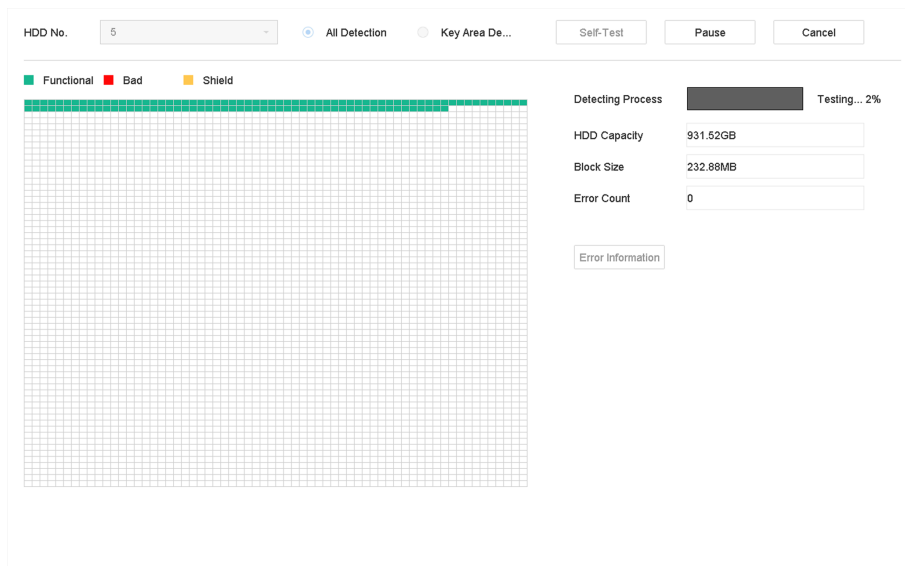 HDD No. 5 All Detection Key Area De... Self-Test Pause Cancel
Functional Bad Shield
Detecting Process Testing... 2%
HDD Capacity 931.52GB
Block Size 232.88MB
Error Count 0
Error Information